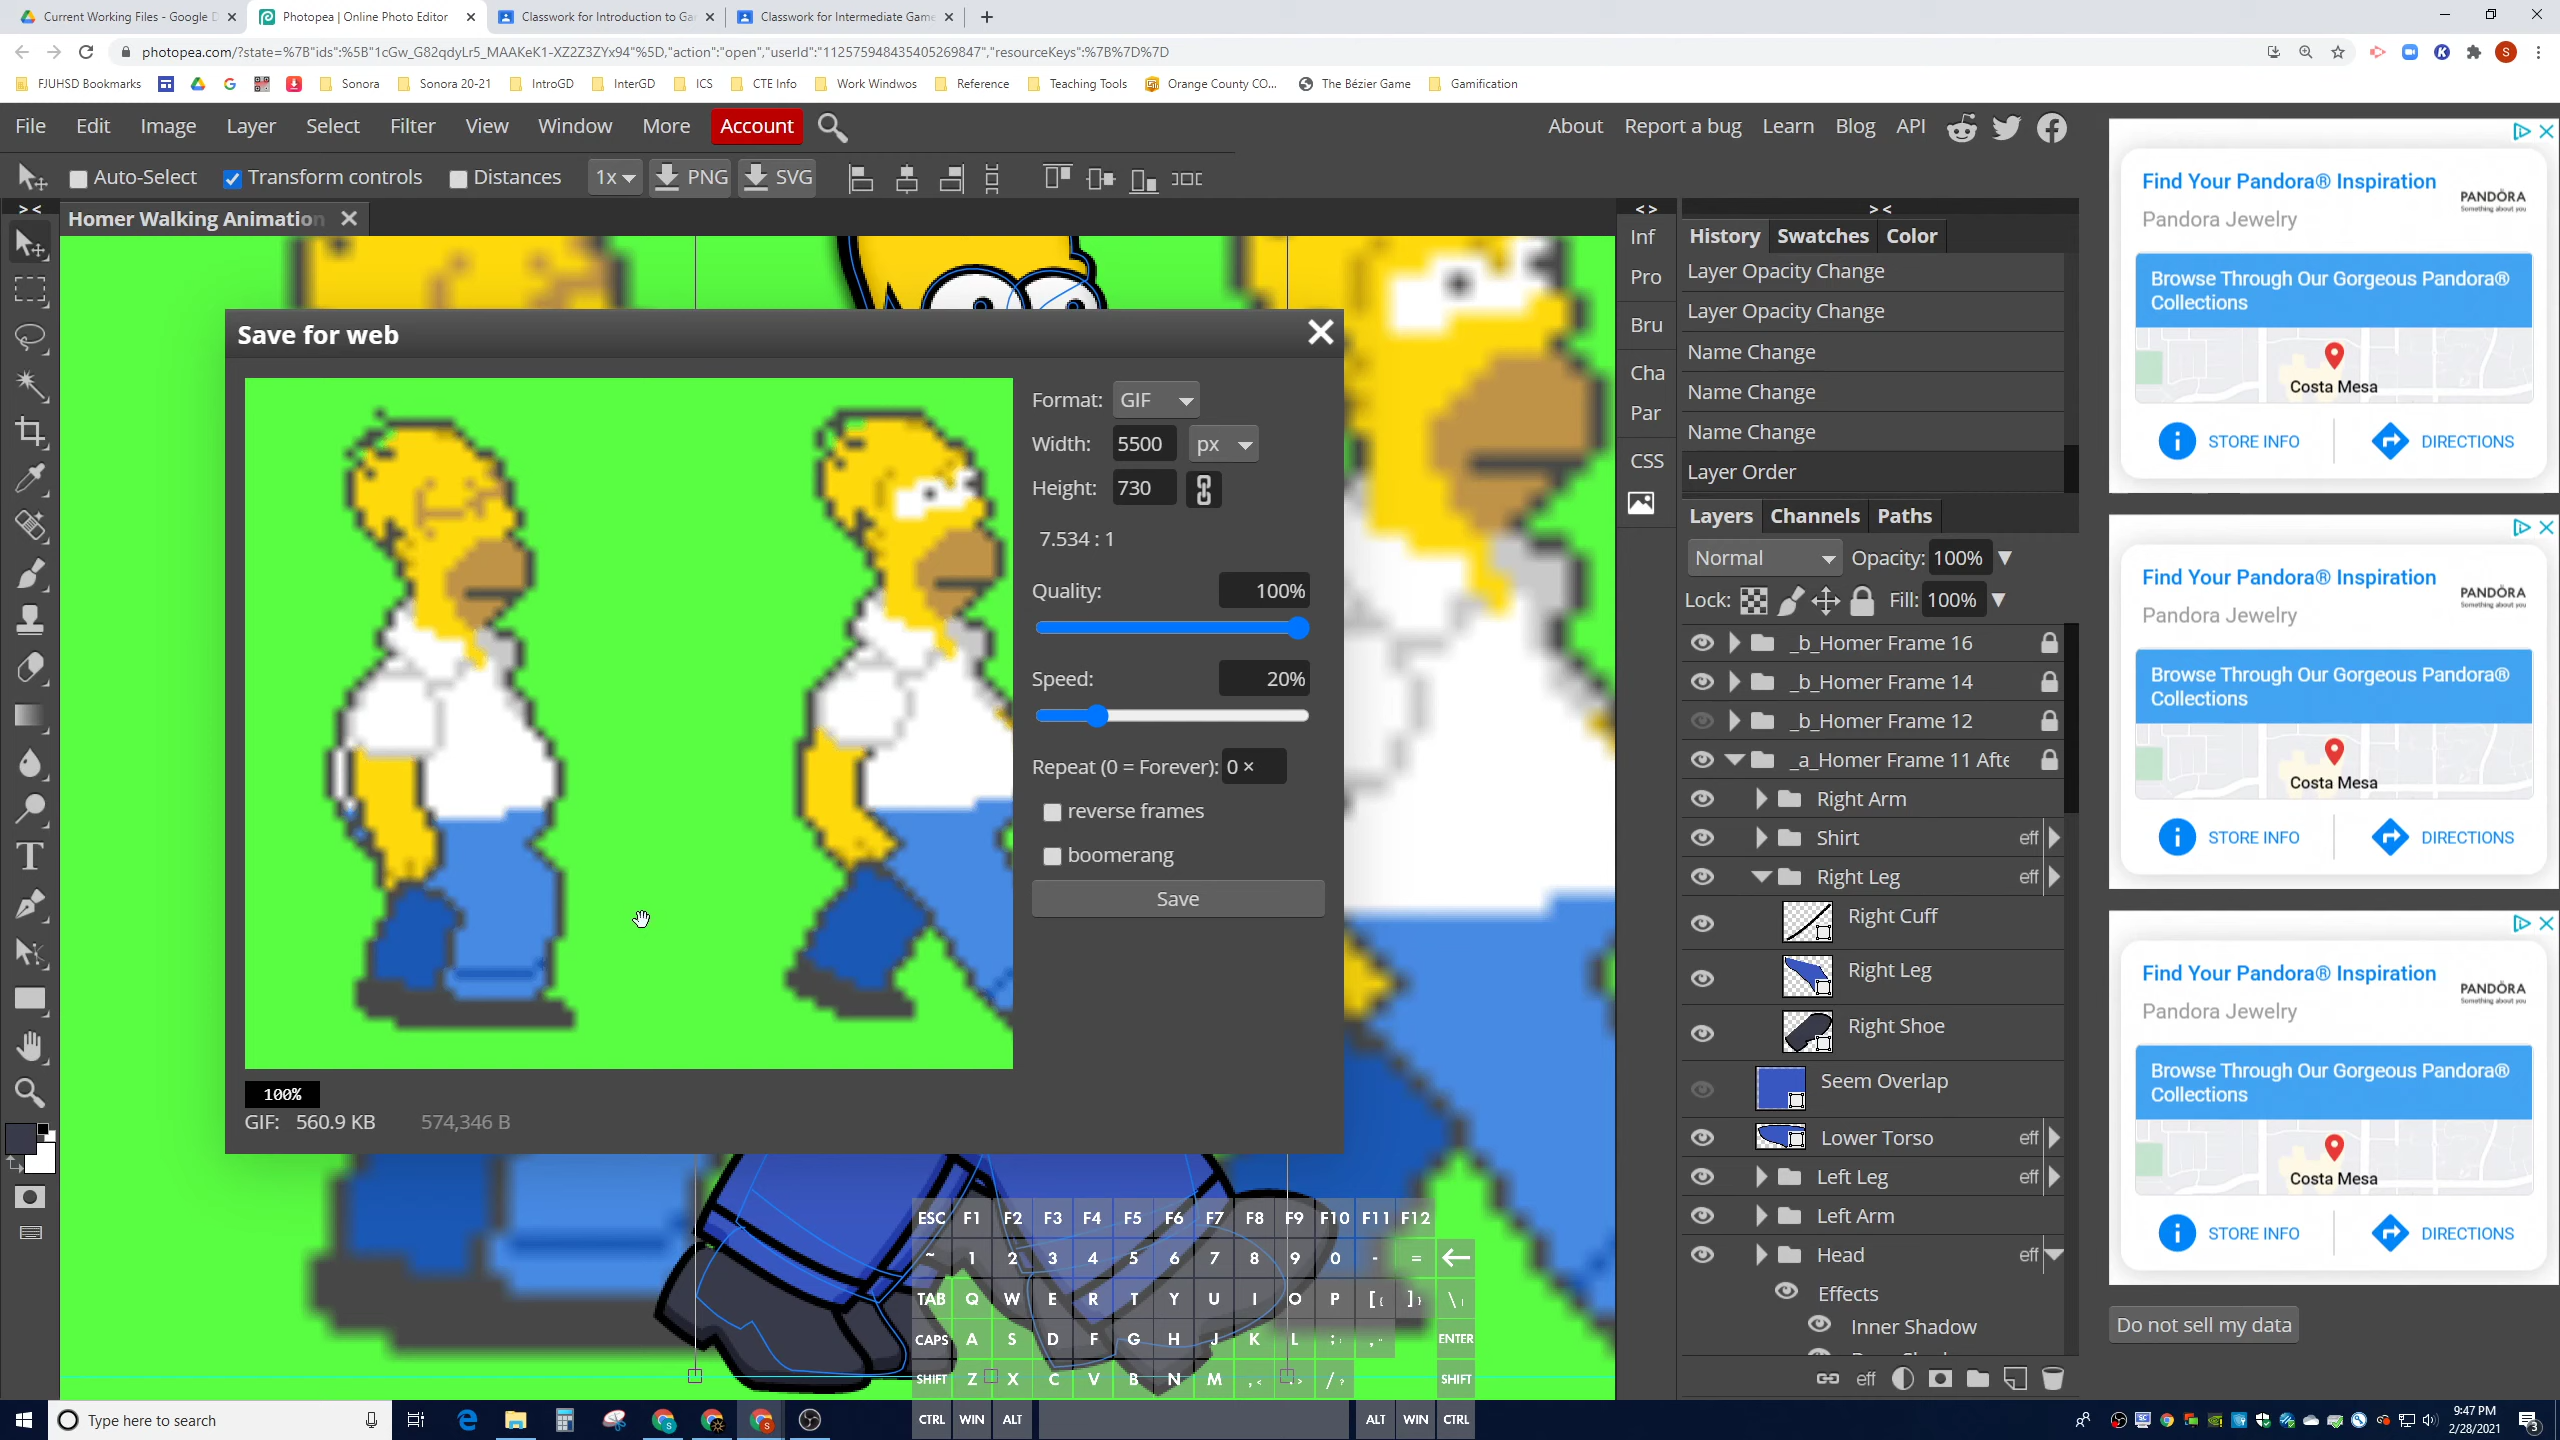 Current Working Files - Google D
Photopea | Online Photo Editor
Classwork for Introduction to Ga
Classwork for Intermediate Game
photopea.com/?state=%7B"ids":%5B"1cGw_G82qdyLr5_MAAKeK1-XZ2Z3ZYx94"%5D,"action":"open","userId":"112575948435405269847","resourceKeys":%7B%7D%7D
FJUHSD Bookmarks
Sonora
Sonora 20-21
IntroGD
InterGD
ICS
CTE Info
Work Windwos
Reference
Teaching Tools
Orange County CO...
The Bézier Game
Gamification
File Edit Image Layer Select Filter View Window More Account
About Report a bug Learn Blog API
Auto-Select Transform controls Distances 1x PNG SVG
Homer Walking Animation
Save for web
Format: GIF
Width: 5500 px
Height: 730
7.534 : 1
Quality: 100%
Speed: 20%
Repeat (0 = Forever): 0 ×
reverse frames
boomerang
Save
100%
GIF: 560.9 KB 574,346 B
Inf
Pro
Bru
Cha
Par
CSS
History Swatches Color
Layer Opacity Change
Layer Opacity Change
Name Change
Name Change
Name Change
Layer Order
Layers Channels Paths
Normal Opacity: 100%
Lock: Fill: 100%
_b_Homer Frame 16
_b_Homer Frame 14
_b_Homer Frame 12
_a_Homer Frame 11 Afte
Right Arm
Shirt eff
Right Leg eff
Right Cuff
Right Leg
Right Shoe
Seem Overlap
Lower Torso eff
Left Leg eff
Left Arm
Head eff
Effects
Inner Shadow
eff
Find Your Pandora® Inspiration
Pandora Jewelry
PANDÖRA
Something about you
Browse Through Our Gorgeous Pandora®
Collections
Costa Mesa
STORE INFO
DIRECTIONS
Find Your Pandora® Inspiration
Pandora Jewelry
PANDÖRA
Something about you
Browse Through Our Gorgeous Pandora®
Collections
Costa Mesa
STORE INFO
DIRECTIONS
Find Your Pandora® Inspiration
Pandora Jewelry
PANDÖRA
Something about you
Browse Through Our Gorgeous Pandora®
Collections
Costa Mesa
STORE INFO
DIRECTIONS
Do not sell my data
ESC F1 F2 F3 F4 F5 F6 F7 F8 F9 F10 F11 F12
~ 1 2 3 4 5 6 7 8 9 0 - =
TAB Q W E R T Y U I O P [ { ] } \ |
CAPS A S D F G H J K L ; : ' " ENTER
SHIFT Z X C V B N M , < . > / ? SHIFT
CTRL WIN ALT ALT WIN CTRL
Type here to search
9:47 PM
2/28/2021
3